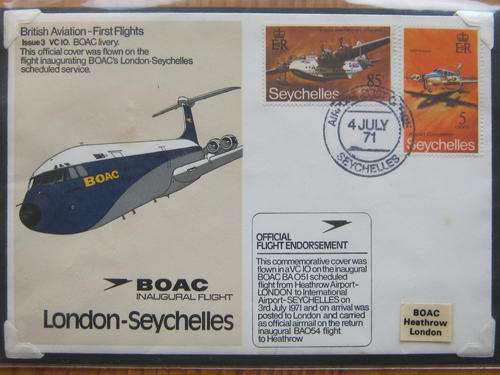 British Aviation - First Flights
Issue 3 VC10. BOAC livery.
This official cover was flown on the
flight inaugurating BOAC's London-Seychelles
scheduled service.
BOAC
BOAC
INAUGURAL FLIGHT
London-Seychelles
EIIR
85
Seychelles
EIIR
5
Seychelles
4 JULY
71
SEYCHELLES
OFFICIAL
FLIGHT ENDORSEMENT
This commemorative cover was
flown in a VC10 on the inaugural
BOAC BA051 scheduled
flight from Heathrow Airport-
LONDON to International
Airport-SEYCHELLES on
3rd July 1971 and on arrival was
posted to London and carried
as official airmail on the return
inaugural BA054 flight
to Heathrow
BOAC
Heathrow
London